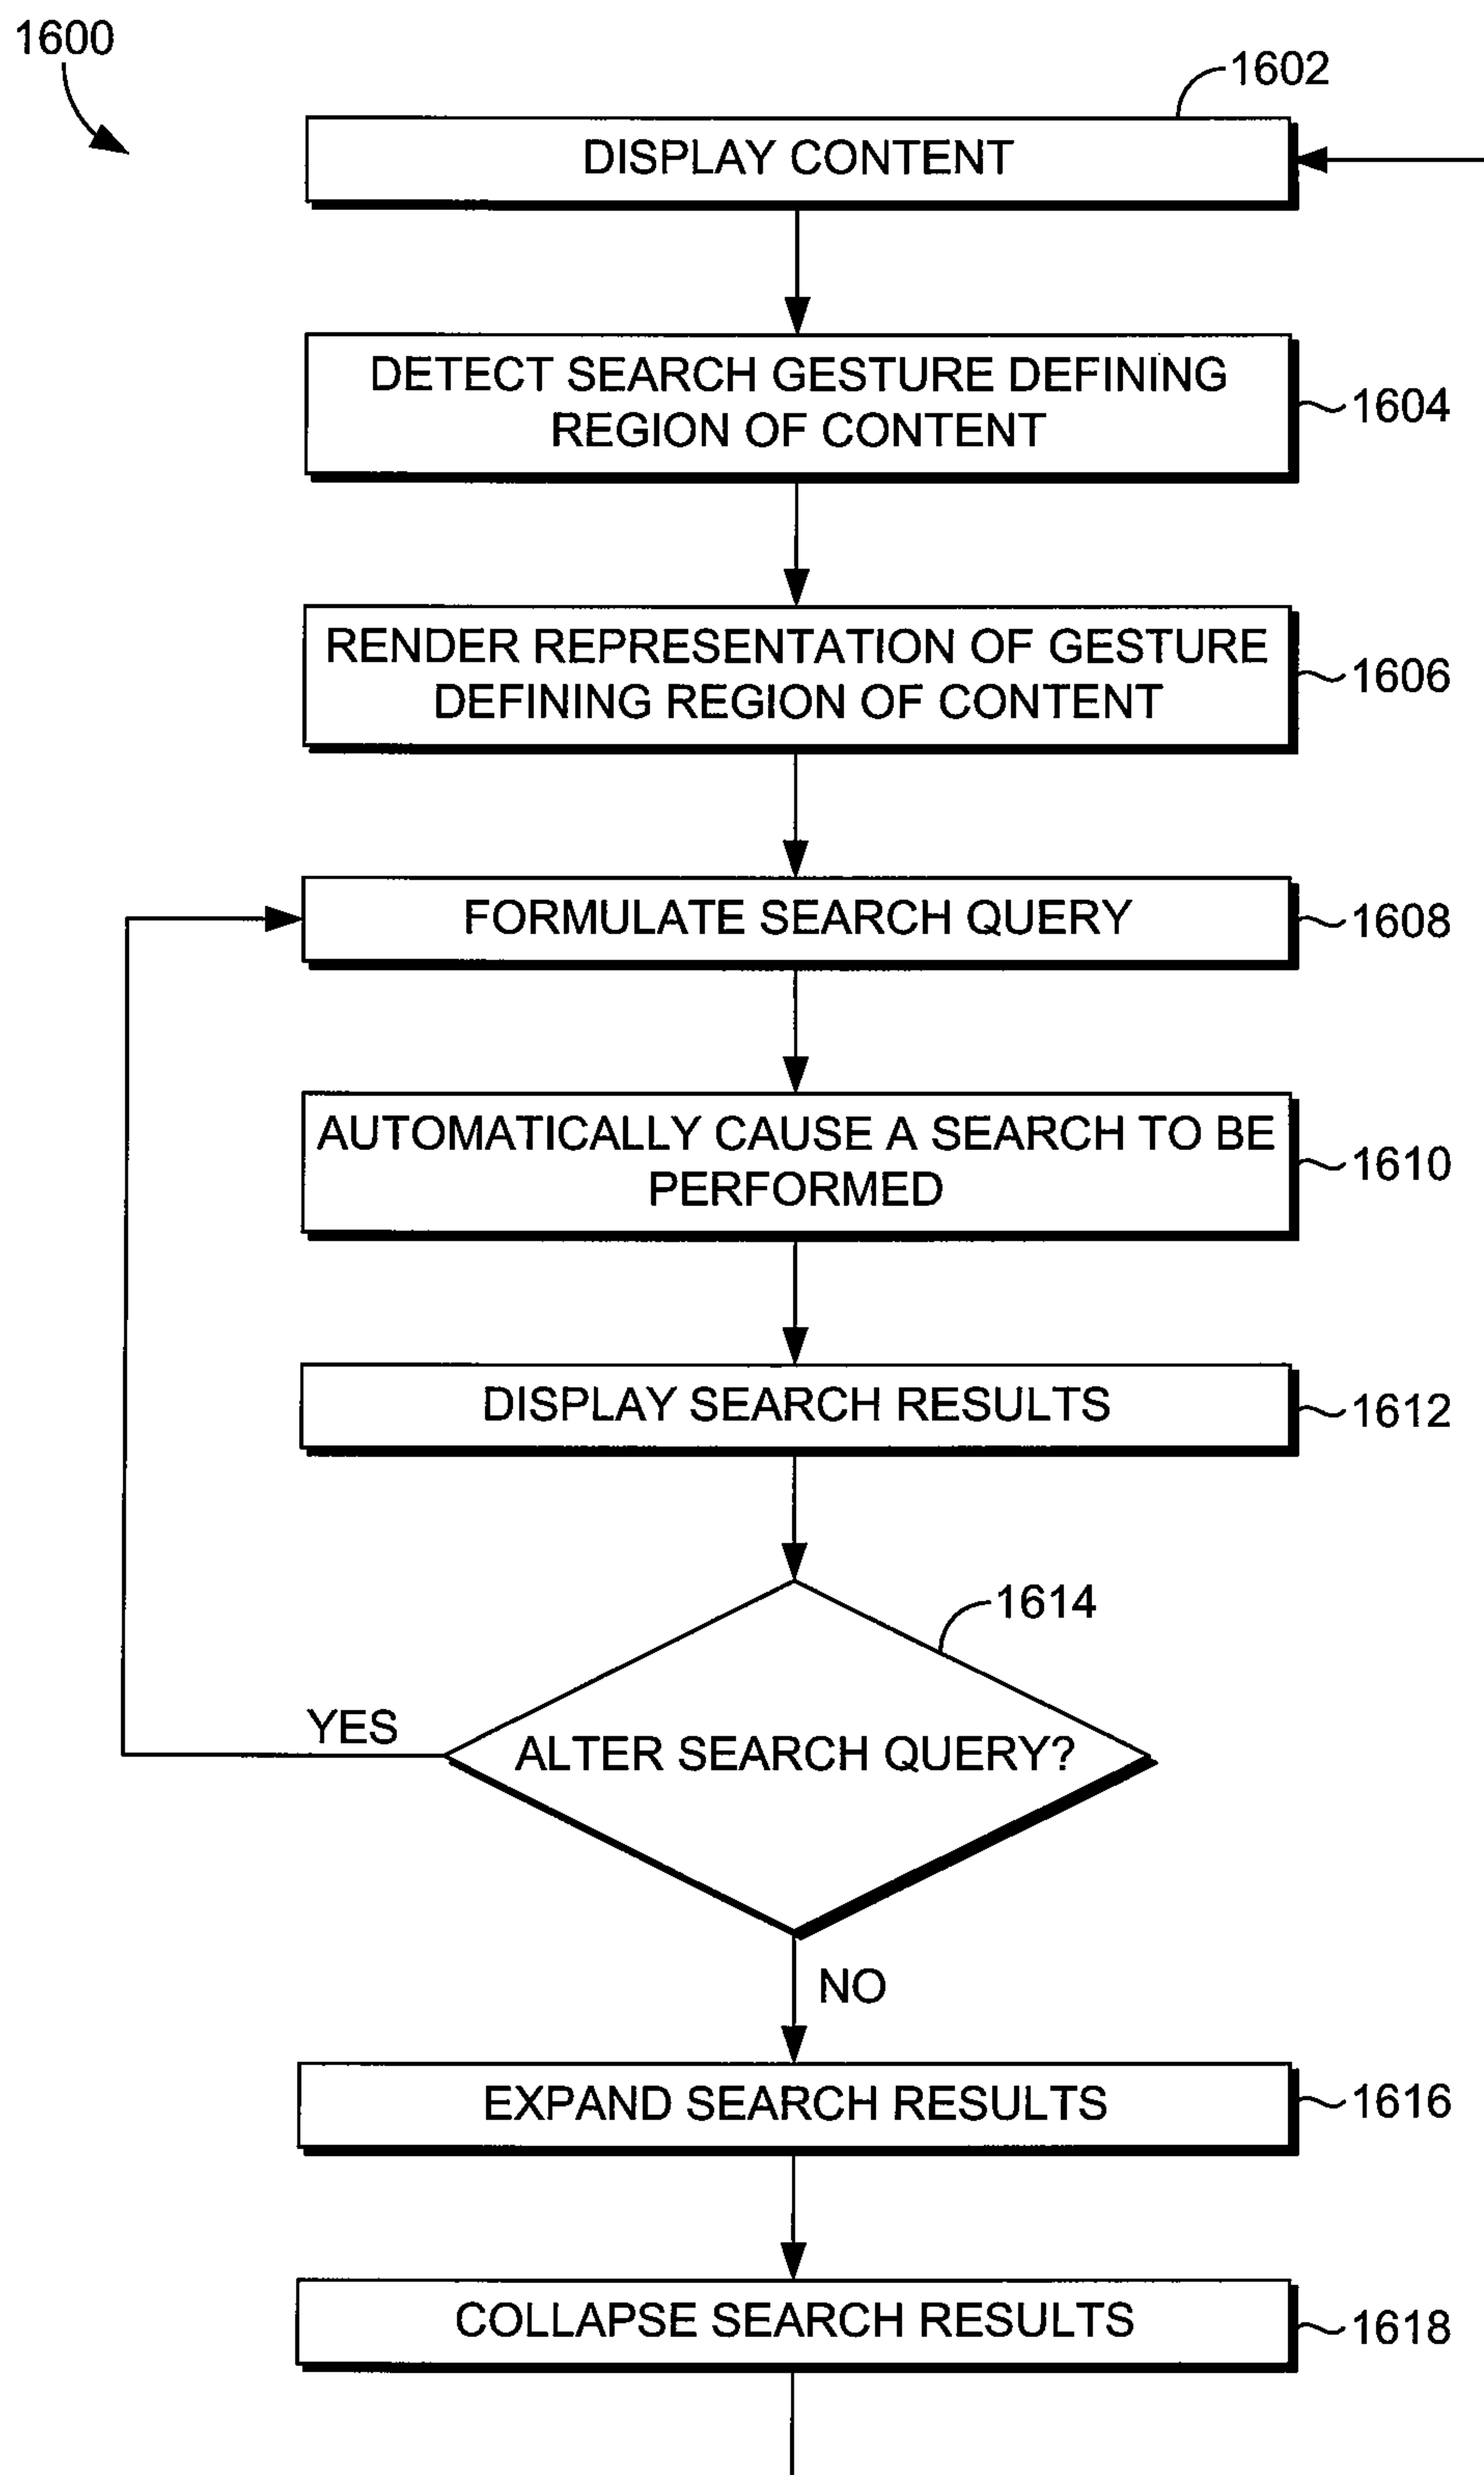 1600
1602
DISPLAY CONTENT
DETECT SEARCH GESTURE DEFINING
REGION OF CONTENT
1604
RENDER REPRESENTATION OF GESTURE
DEFINING REGION OF CONTENT
1606
FORMULATE SEARCH QUERY
1608
AUTOMATICALLY CAUSE A SEARCH TO BE
PERFORMED
1610
DISPLAY SEARCH RESULTS
1612
1614
YES
ALTER SEARCH QUERY?
NO
EXPAND SEARCH RESULTS
1616
COLLAPSE SEARCH RESULTS
1618